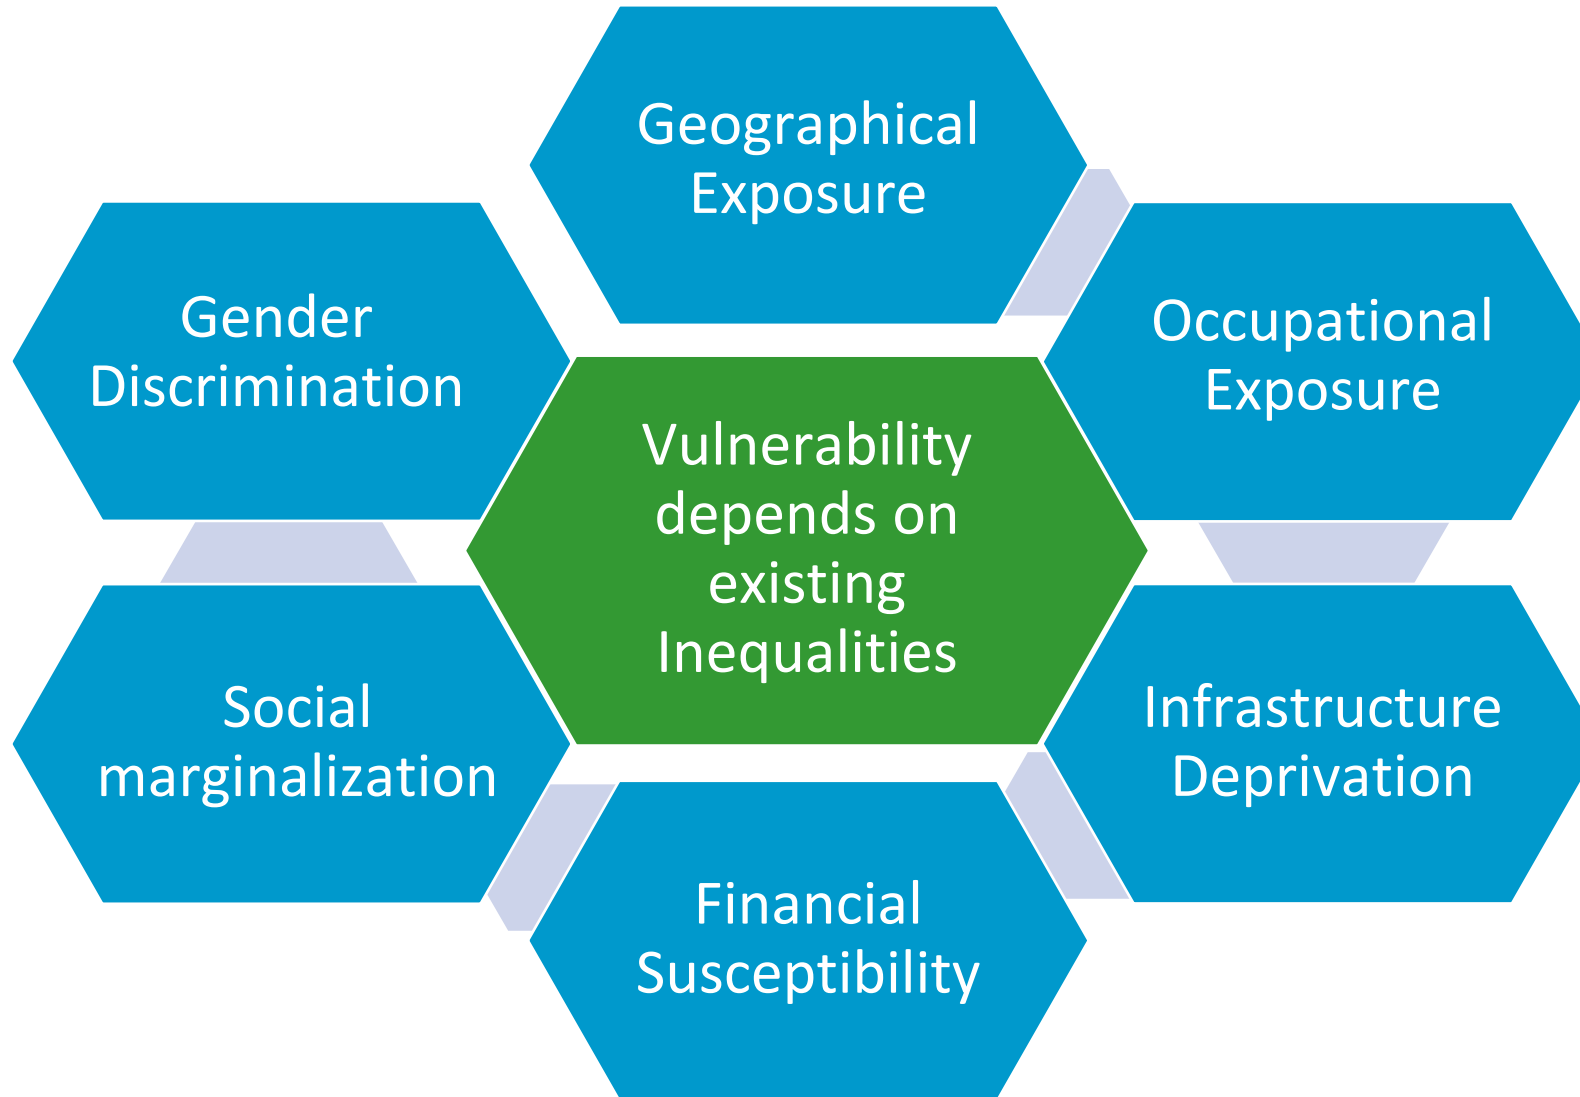 Geographical
Exposure
Occupational
Exposure
Infrastructure
Deprivation
Financial
Susceptibility
Social
marginalization
Gender
Discrimination
Vulnerability
depends on
existing
Inequalities